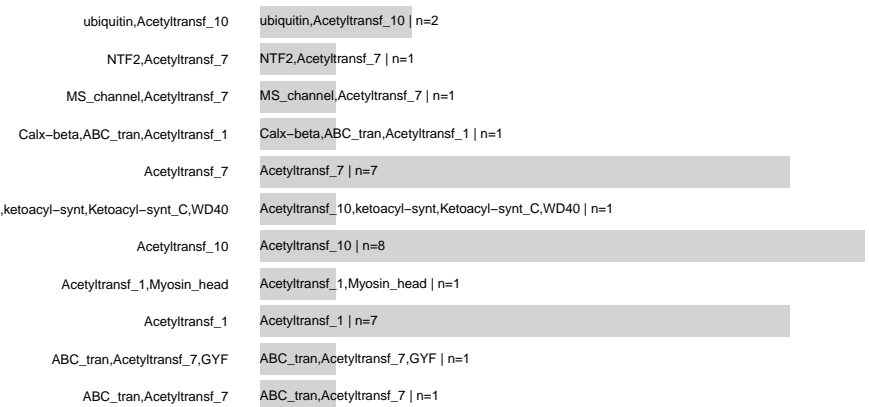 ubiquitin,Acetyltransf_10 ubiquitin,Acetyltransf_10 | n=2
NTF2,Acetyltransf_7 NTF2,Acetyltransf_7 | n=1
MS_channel,Acetyltransf_7 MS_channel,Acetyltransf_7 | n=1
Calx−beta,ABC_tran,Acetyltransf_1 Calx−beta,ABC_tran,Acetyltransf_1 | n=1
Acetyltransf_7 Acetyltransf_7 | n=7
,ketoacyl−synt,Ketoacyl−synt_C,WD40 Acetyltransf_10,ketoacyl−synt,Ketoacyl−synt_C,WD40 | n=1
Acetyltransf_10 Acetyltransf_10 | n=8
Acetyltransf_1,Myosin_head Acetyltransf_1,Myosin_head | n=1
Acetyltransf_1 Acetyltransf_1 | n=7
ABC_tran,Acetyltransf_7,GYF ABC_tran,Acetyltransf_7,GYF | n=1
ABC_tran,Acetyltransf_7 ABC_tran,Acetyltransf_7 | n=1